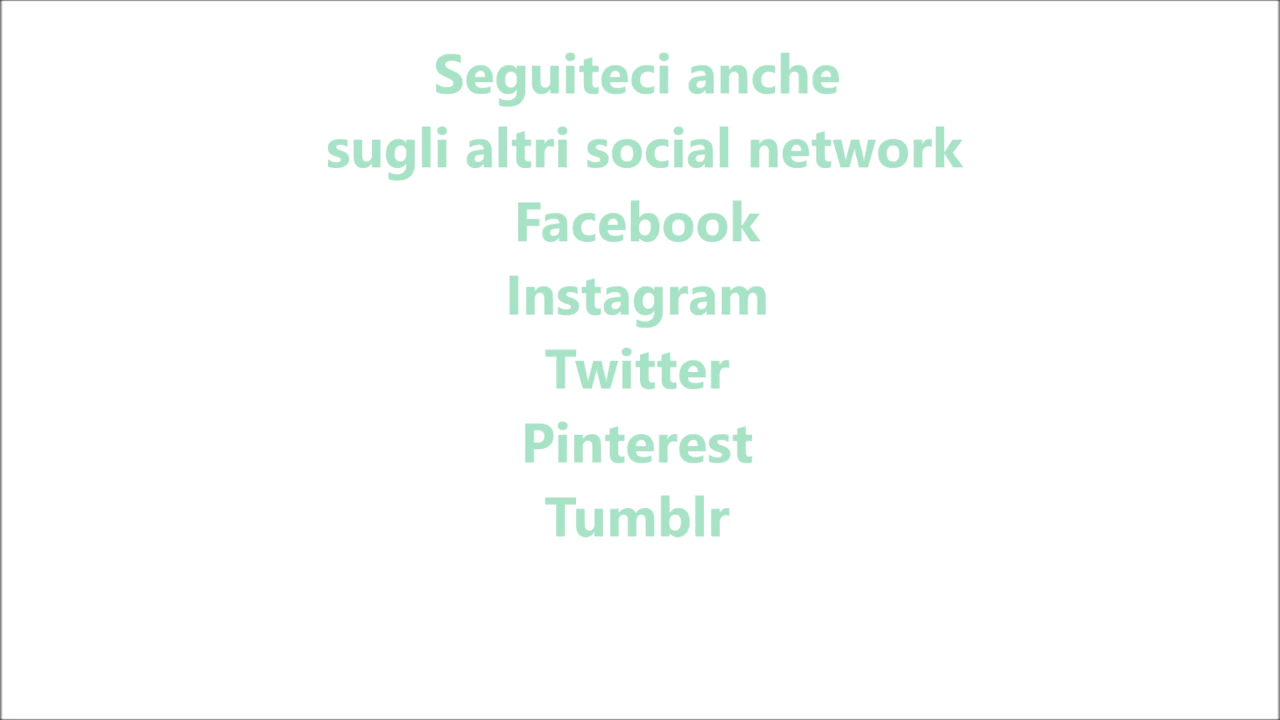 Seguiteci anche
sugli altri social network
Facebook
Instagram
Twitter
Pinterest
Tumblr